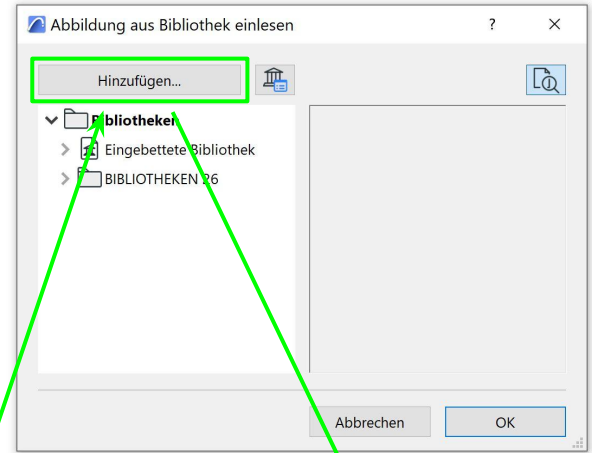 Abbildung aus Bibliothek einlesen ? ×
Hinzufügen...
Bibliotheken
Eingebettete Bibliothek
BIBLIOTHEKEN 26
Abbrechen OK